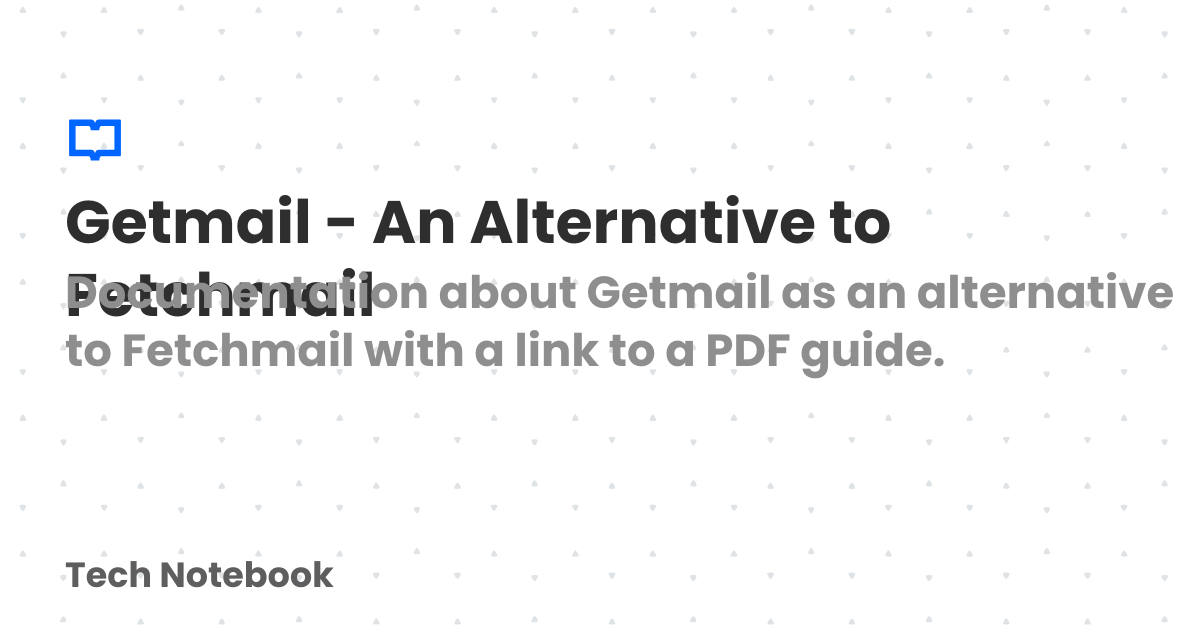 Getmail - An Alternative to
Fetchmail
Documentation about Getmail as an alternative
to Fetchmail with a link to a PDF guide.
Tech Notebook